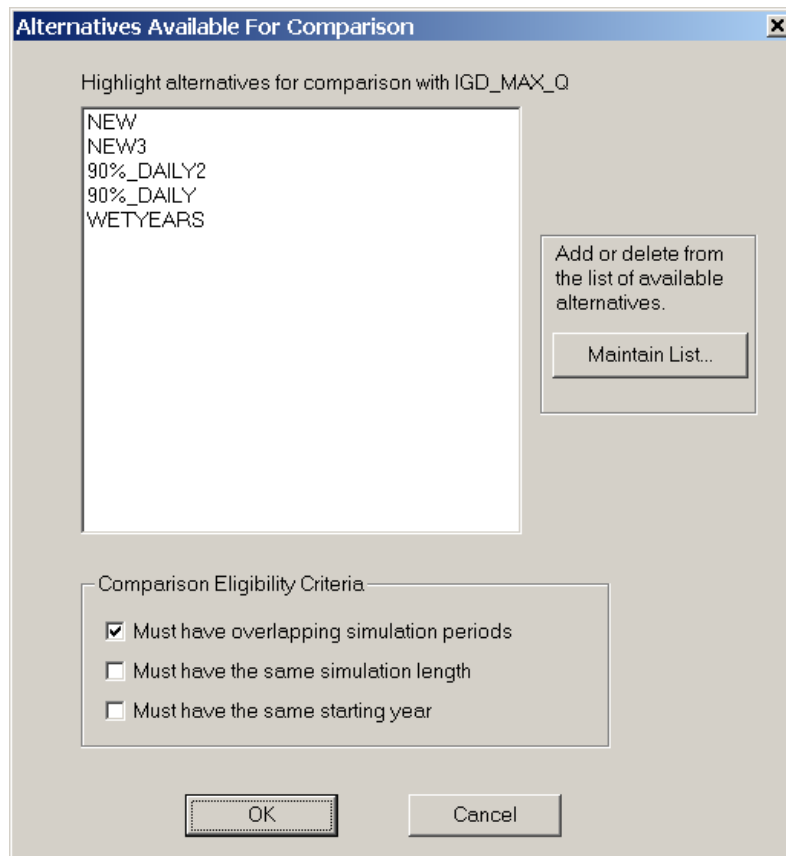 Alternatives Available For Comparison
Highlight alternatives for comparison with IGD_MAX_Q
NEW
NEW3
90%_DAILY2
90%_DAILY
WETYEARS
Add or delete from
the list of available
alternatives.
Maintain List...
Comparison Eligibility Criteria
Must have overlapping simulation periods
Must have the same simulation length
Must have the same starting year
OK
Cancel